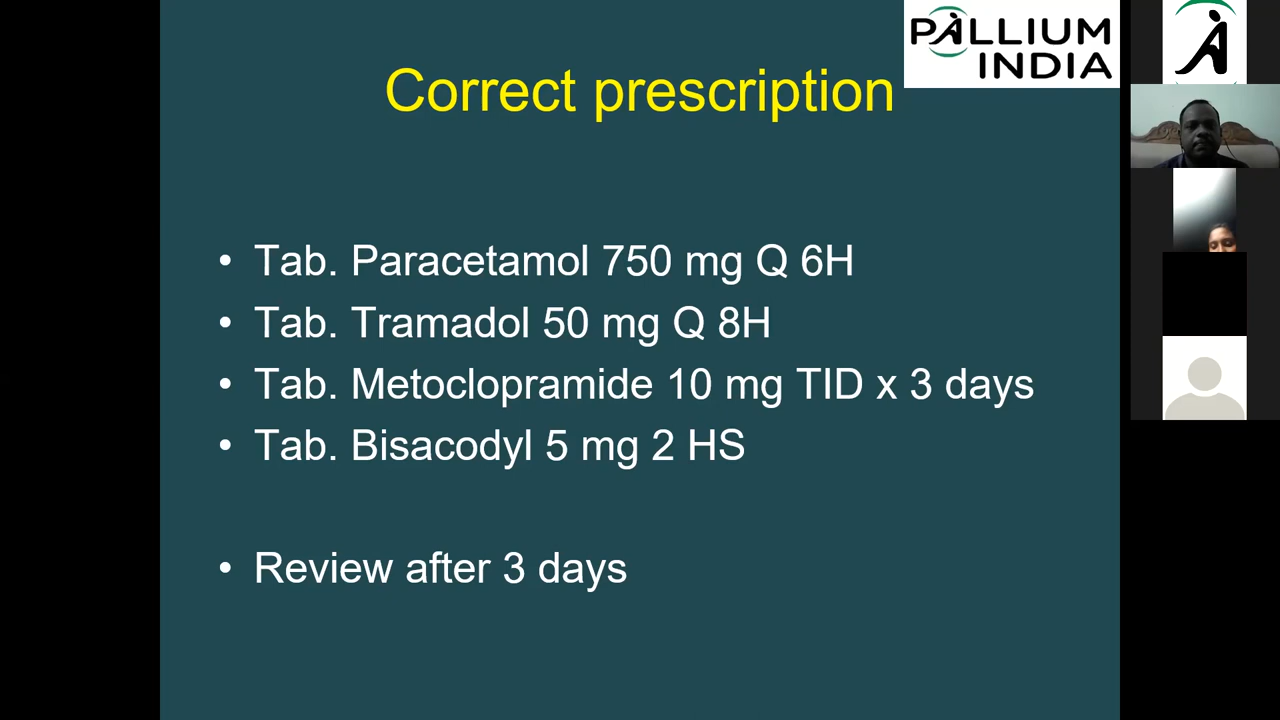 PALLIUM
INDIA
Correct prescription
• Tab. Paracetamol 750 mg Q 6H
• Tab. Tramadol 50 mg Q 8H
• Tab. Metoclopramide 10 mg TID x 3 days
• Tab. Bisacodyl 5 mg 2 HS
• Review after 3 days